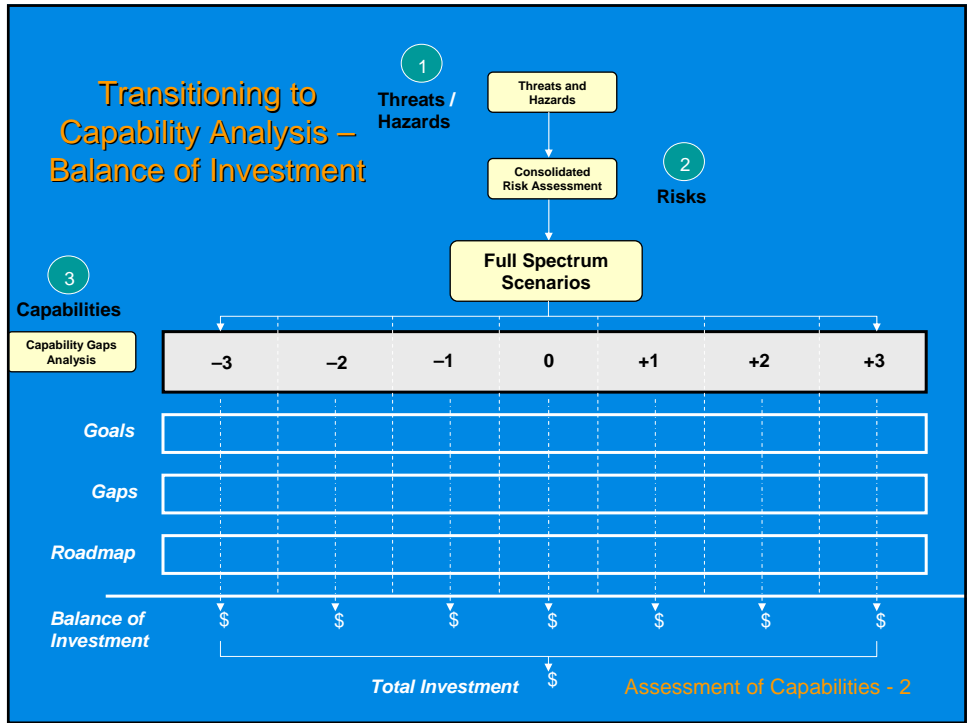 Transitioning to
Capability Analysis –
Balance of Investment
1
Threats /
Hazards
Threats and
Hazards
Consolidated
Risk Assessment
2
Risks
Full Spectrum
Scenarios
3
Capabilities
Capability Gaps
Analysis
–3 –2 –1 0 +1 +2 +3
Goals
Gaps
Roadmap
Balance of
Investment
$ $ $ $ $ $ $
Total Investment $
Assessment of Capabilities - 2